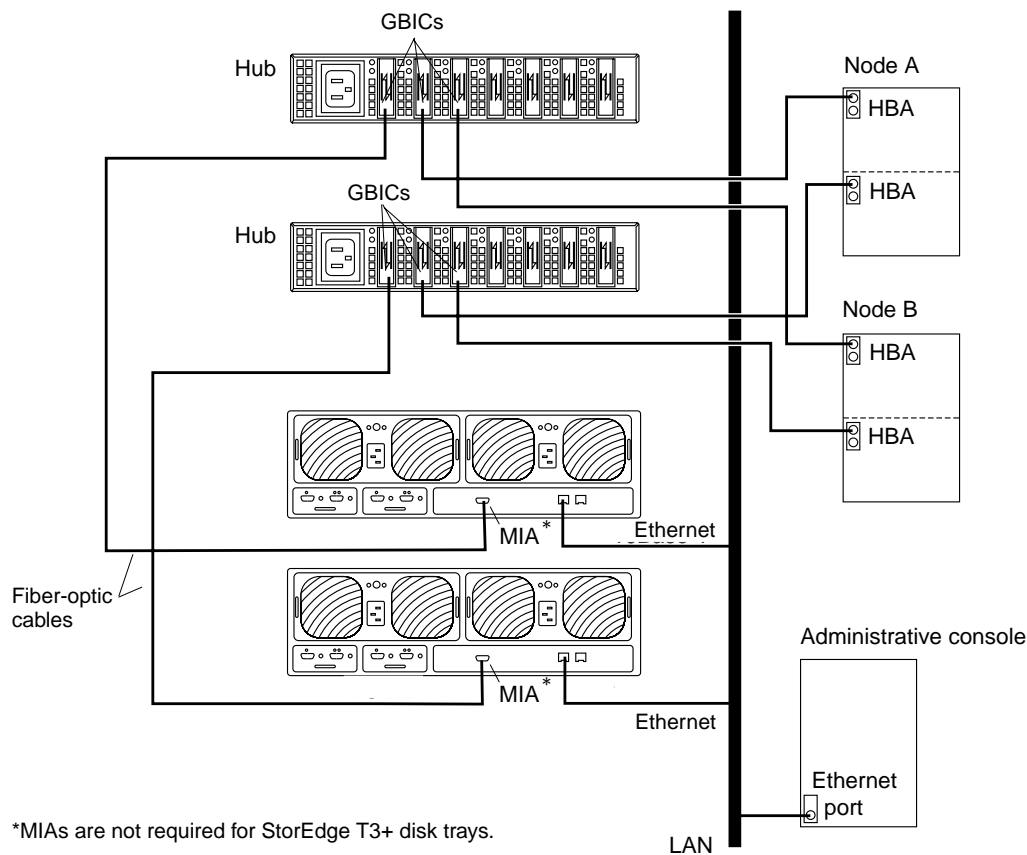 GBICs
Hub
Node A
HBA
HBA
GBICs
Hub
Node B
HBA
HBA
MIA*
Ethernet
Fiber-optic
cables
MIA*
Ethernet
Administrative console
Ethernet
port
*MIAs are not required for StorEdge T3+ disk trays.
LAN